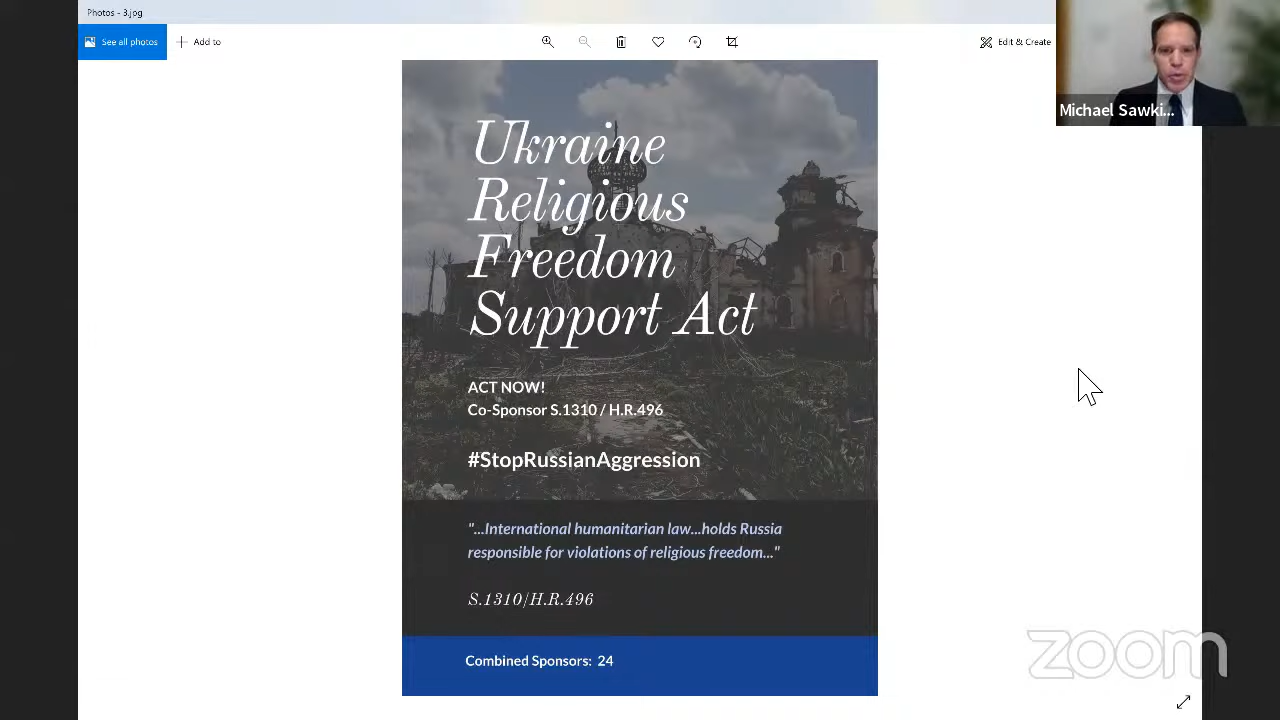 Photos - 3.jpg
See all photos
Add to
Edit & Create
Michael Sawki...
Ukraine
Religious
Freedom
Support Act
ACT NOW!
Co-Sponsor S.1310 / H.R.496
#StopRussianAggression
"...International humanitarian law...holds Russia
responsible for violations of religious freedom..."
S.1310/H.R.496
Combined Sponsors: 24
zoom